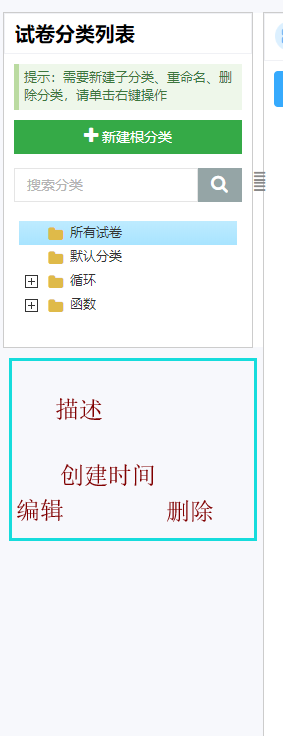 试卷分类列表
提示：需要新建子分类、重命名、删
除分类，请单击右键操作
新建根分类
搜索分类
所有试卷
默认分类
循环
函数
描述
创建时间
编辑 删除